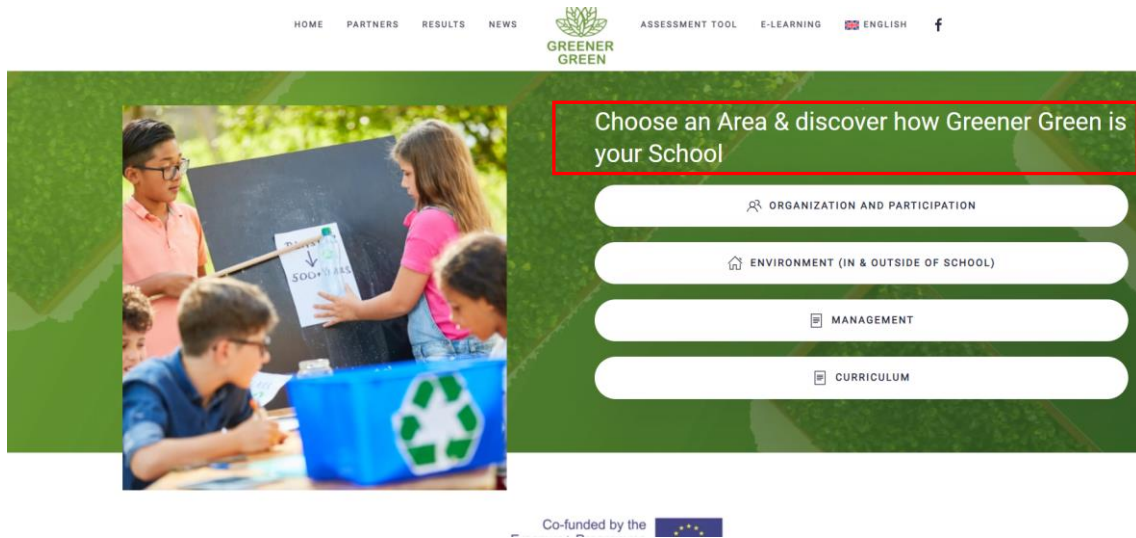 HOME PARTNERS RESULTS NEWS
GREENER
GREEN
ASSESSMENT TOOL E-LEARNING ENGLISH f
Choose an Area & discover how Greener Green is
your School
ORGANIZATION AND PARTICIPATION
ENVIRONMENT (IN & OUTSIDE OF SCHOOL)
MANAGEMENT
CURRICULUM
500+
Co-funded by the